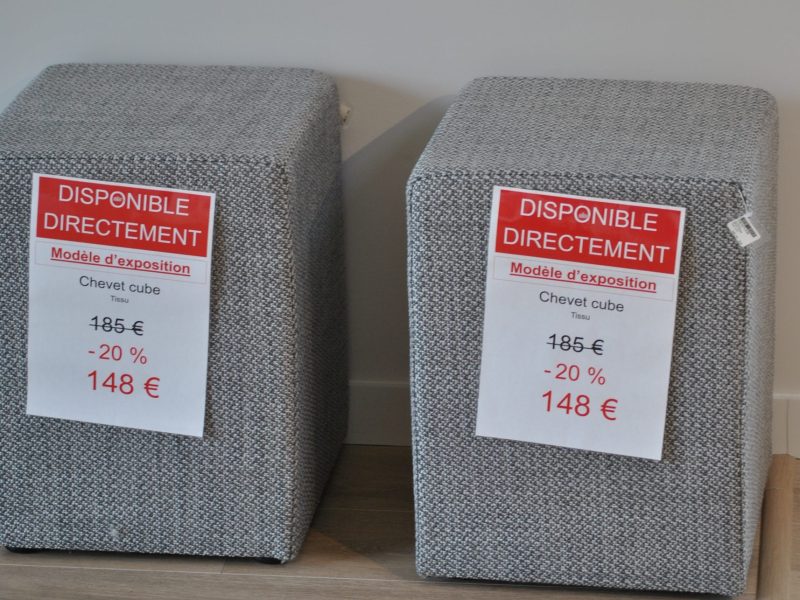 DISPONIBLE
DIRECTEMENT
Modèle d'exposition
Chevet cube
Tissu
185 €
-20 %
148 €
DISPONIBLE
DIRECTEMENT
Modèle d'exposition
Chevet cube
Tissu
185 €
-20 %
148 €